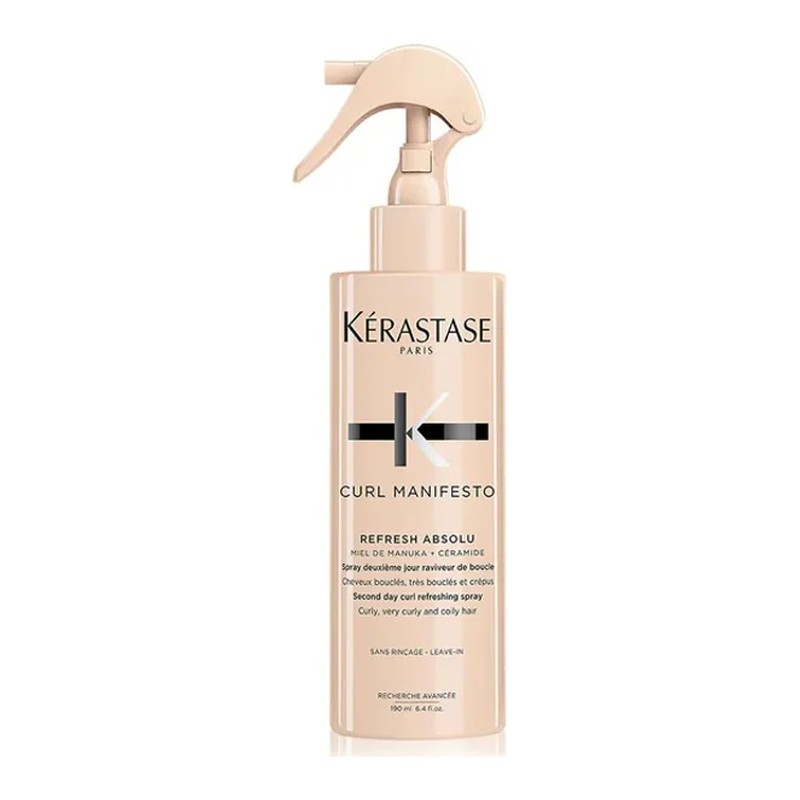 KÉRASTASE
PARIS
K
CURL MANIFESTO
REFRESH ABSOLU
MIEL DE MANUKA + CÉRAMIDE
Spray deuxième jour raviveur de boucle
Cheveux bouclés, très bouclés et crépus
Second day curl refreshing spray
Curly, very curly and coily hair
SANS RINÇAGE - LEAVE-IN
RECHERCHE AVANCÉE
190 ml 6.4 fl.oz.